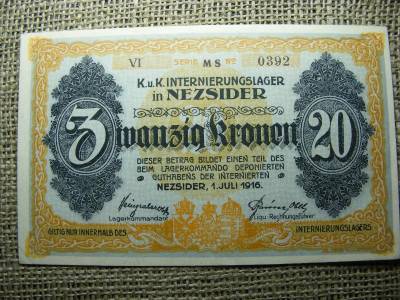 VI SERIE MS No 0392
K.u.K. INTERNIERUNGSLAGER
in NEZSIDER
Zwanzig Kronen 20
DIESER BETRAG BILDET EINEN TEIL DES
BEIM LAGERKOMMANDO DEPONIERTEN
GUTHABENS DER INTERNIERTEN
NEZSIDER, 1. JULI 1916.
Lagerkommandant Liqu.-Rechnungsführer
GILTIG NUR INNERHALB DES INTERNIERUNGSLAGERS